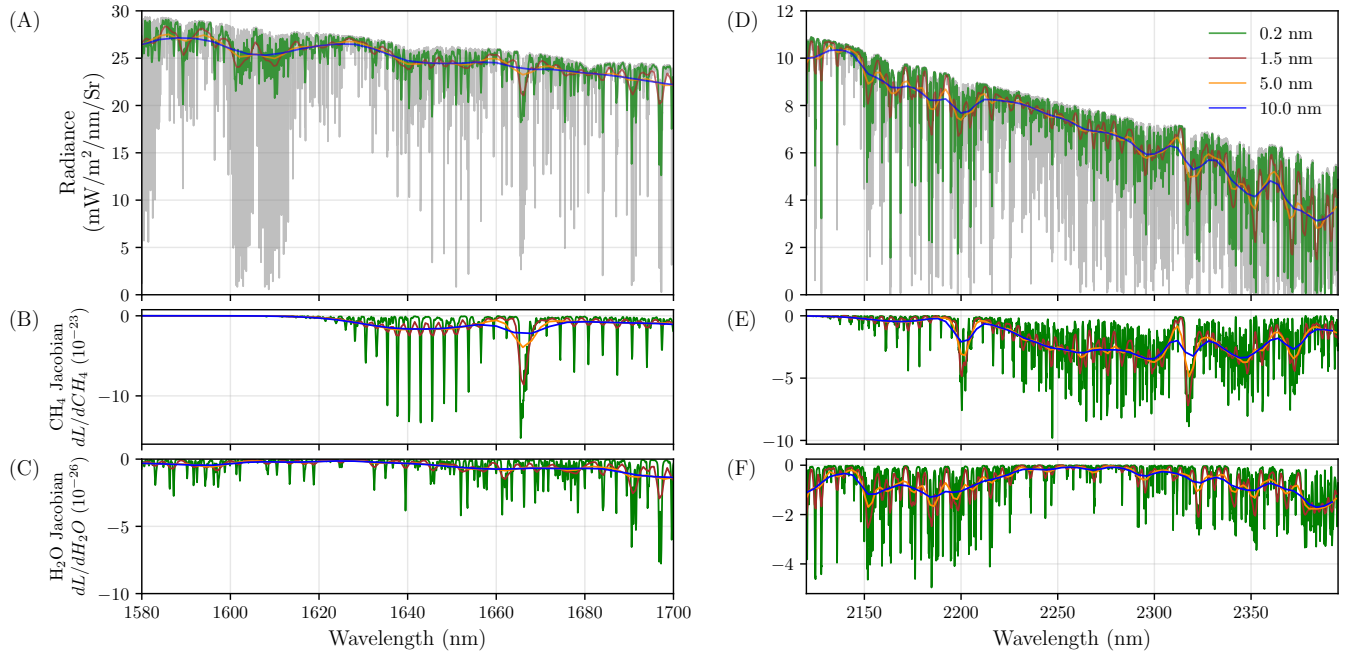 (A)
Radiance
(mW/m²/nm/Sr)
30
25
20
15
10
5
0
(D)
12
10
8
6
4
2
0
0.2 nm
1.5 nm
5.0 nm
10.0 nm
(B)
CH₄ Jacobian
dL/dCH₄ (10⁻²³)
0
−10
(E)
0
−5
−10
(C)
H₂O Jacobian
dL/dH₂O (10⁻²⁶)
0
−5
−10
1580 1600 1620 1640 1660 1680 1700
Wavelength (nm)
(F)
0
−2
−4
2150 2200 2250 2300 2350
Wavelength (nm)